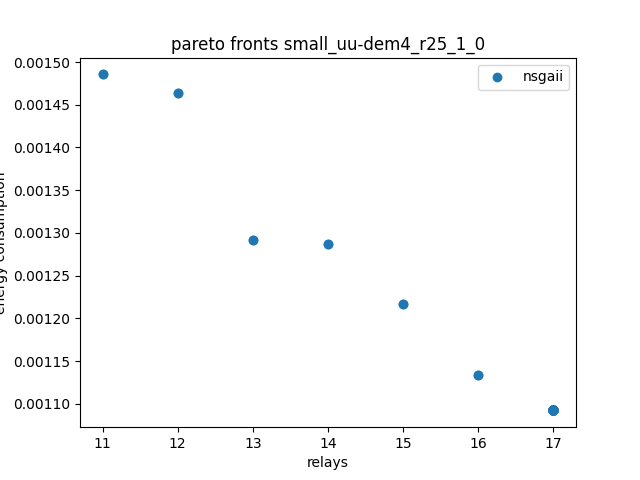 pareto fronts small_uu-dem4_r25_1_0
nsgaii
0.00150
0.00145
0.00140
0.00135
0.00130
0.00125
0.00120
0.00115
0.00110
energy consumption
11 12 13 14 15 16 17
relays